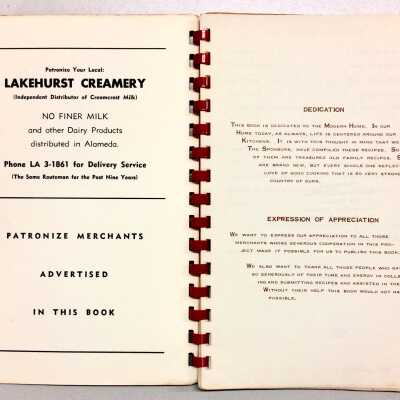 Patronize Your Local:
LAKEHURST CREAMERY
(Independent Distributor of Creamcrest Milk)
NO FINER MILK
and other Dairy Products
distributed in Alameda.
Phone LA 3-1861 for Delivery Service
(The Same Routeman for the Past Nine Years)
PATRONIZE MERCHANTS
ADVERTISED
IN THIS BOOK
DEDICATION
This book is dedicated to the Modern Home. In our
Home today, as always, life is centered around our
Kitchens. It is with this thought in mind that we,
The Sponsors, have compiled these recipes. So
of them are treasured old family recipes. So
are brand new, but every single one reflec
love of good cooking that is so very strong
country of ours.
EXPRESSION OF APPRECIATION
We want to express our appreciation to all those
merchants whose generous cooperation in this pro-
ject made it possible for us to publish this book.
We also want to thank all those people who gav
so generously of their time and energy in collec
ing and submitting recipes and assisted in the
Without their help this book would not ha
possible.